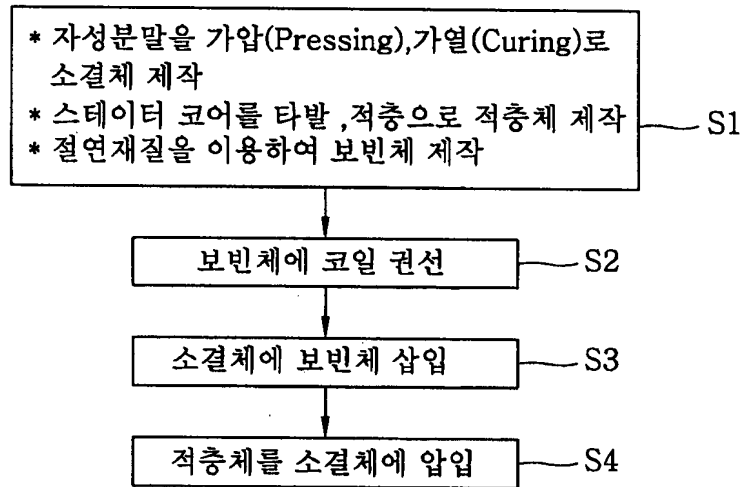 * 자성분말을 가압(Pressing),가열(Curing)로
소결체 제작
* 스테이터 코어를 타발 ,적층으로 적층체 제작
* 절연재질을 이용하여 보빈체 제작
S1
보빈체에 코일 권선
S2
소결체에 보빈체 삽입
S3
적층체를 소결체에 압입
S4